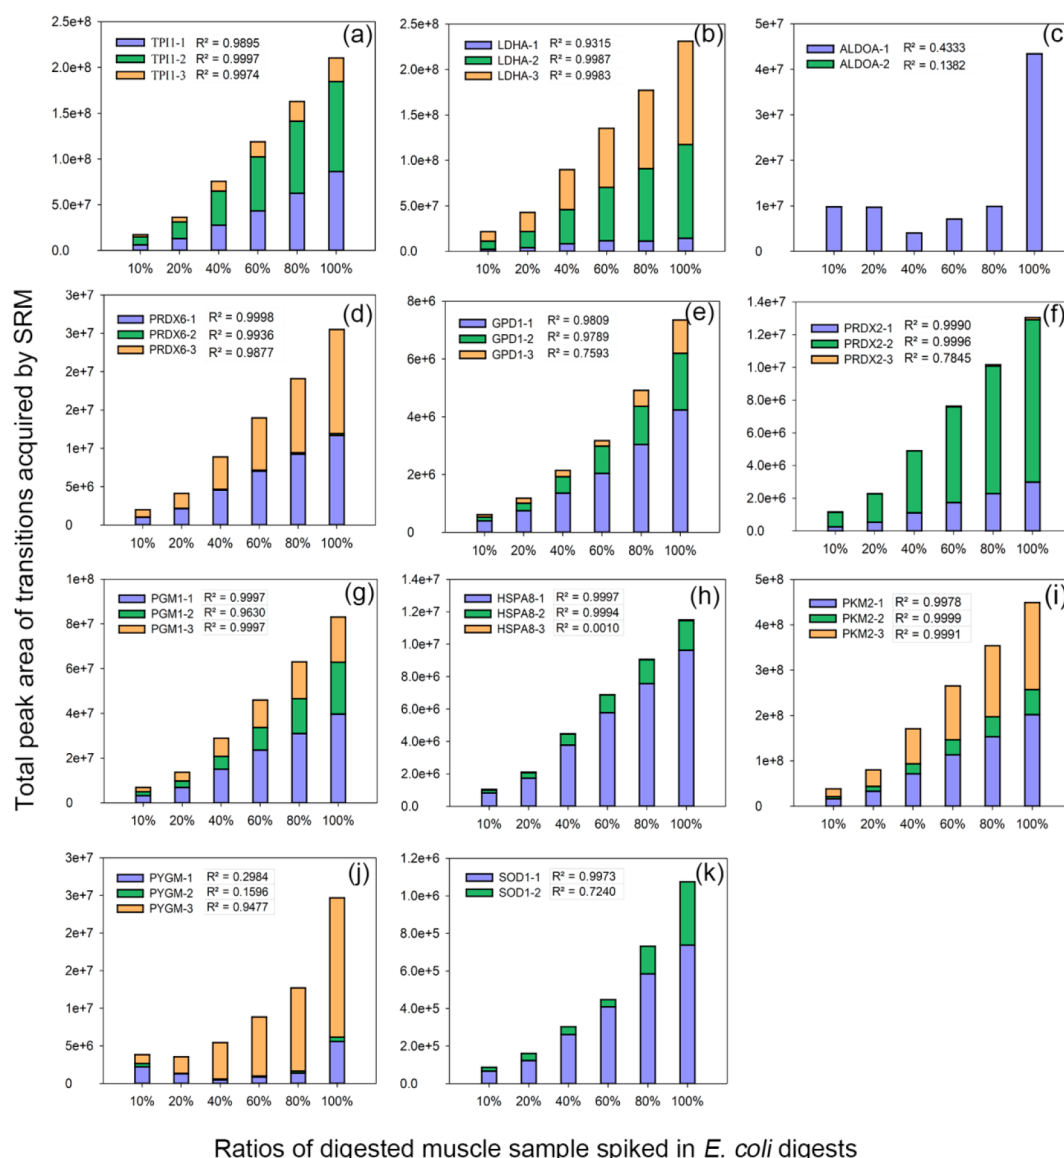 Total peak area of transitions acquired by SRM
(a)
TPI1-1 R² = 0.9895
TPI1-2 R² = 0.9997
TPI1-3 R² = 0.9974
2.5e+8
2.0e+8
1.5e+8
1.0e+8
5.0e+7
0.0
10% 20% 40% 60% 80% 100%
(b)
LDHA-1 R² = 0.9315
LDHA-2 R² = 0.9987
LDHA-3 R² = 0.9983
2.5e+8
2.0e+8
1.5e+8
1.0e+8
5.0e+7
0.0
10% 20% 40% 60% 80% 100%
(c)
ALDOA-1 R² = 0.4333
ALDOA-2 R² = 0.1382
5e+7
4e+7
3e+7
2e+7
1e+7
0
10% 20% 40% 60% 80% 100%
(d)
PRDX6-1 R² = 0.9998
PRDX6-2 R² = 0.9936
PRDX6-3 R² = 0.9877
3e+7
3e+7
2e+7
2e+7
1e+7
5e+6
0
10% 20% 40% 60% 80% 100%
(e)
GPD1-1 R² = 0.9809
GPD1-2 R² = 0.9789
GPD1-3 R² = 0.7593
8e+6
6e+6
4e+6
2e+6
0
10% 20% 40% 60% 80% 100%
(f)
PRDX2-1 R² = 0.9990
PRDX2-2 R² = 0.9996
PRDX2-3 R² = 0.7845
1.4e+7
1.2e+7
1.0e+7
8.0e+6
6.0e+6
4.0e+6
2.0e+6
0.0
10% 20% 40% 60% 80% 100%
(g)
PGM1-1 R² = 0.9997
PGM1-2 R² = 0.9630
PGM1-3 R² = 0.9997
1e+8
8e+7
6e+7
4e+7
2e+7
0
10% 20% 40% 60% 80% 100%
(h)
HSPA8-1 R² = 0.9997
HSPA8-2 R² = 0.9994
HSPA8-3 R² = 0.0010
1.4e+7
1.2e+7
1.0e+7
8.0e+6
6.0e+6
4.0e+6
2.0e+6
0.0
10% 20% 40% 60% 80% 100%
(i)
PKM2-1 R² = 0.9978
PKM2-2 R² = 0.9999
PKM2-3 R² = 0.9991
5e+8
4e+8
3e+8
2e+8
1e+8
0
10% 20% 40% 60% 80% 100%
(j)
PYGM-1 R² = 0.2984
PYGM-2 R² = 0.1596
PYGM-3 R² = 0.9477
3e+7
3e+7
2e+7
2e+7
1e+7
5e+6
0
10% 20% 40% 60% 80% 100%
(k)
SOD1-1 R² = 0.9973
SOD1-2 R² = 0.7240
1.2e+6
1.0e+6
8.0e+5
6.0e+5
4.0e+5
2.0e+5
0.0
10% 20% 40% 60% 80% 100%
Ratios of digested muscle sample spiked in E. coli digests